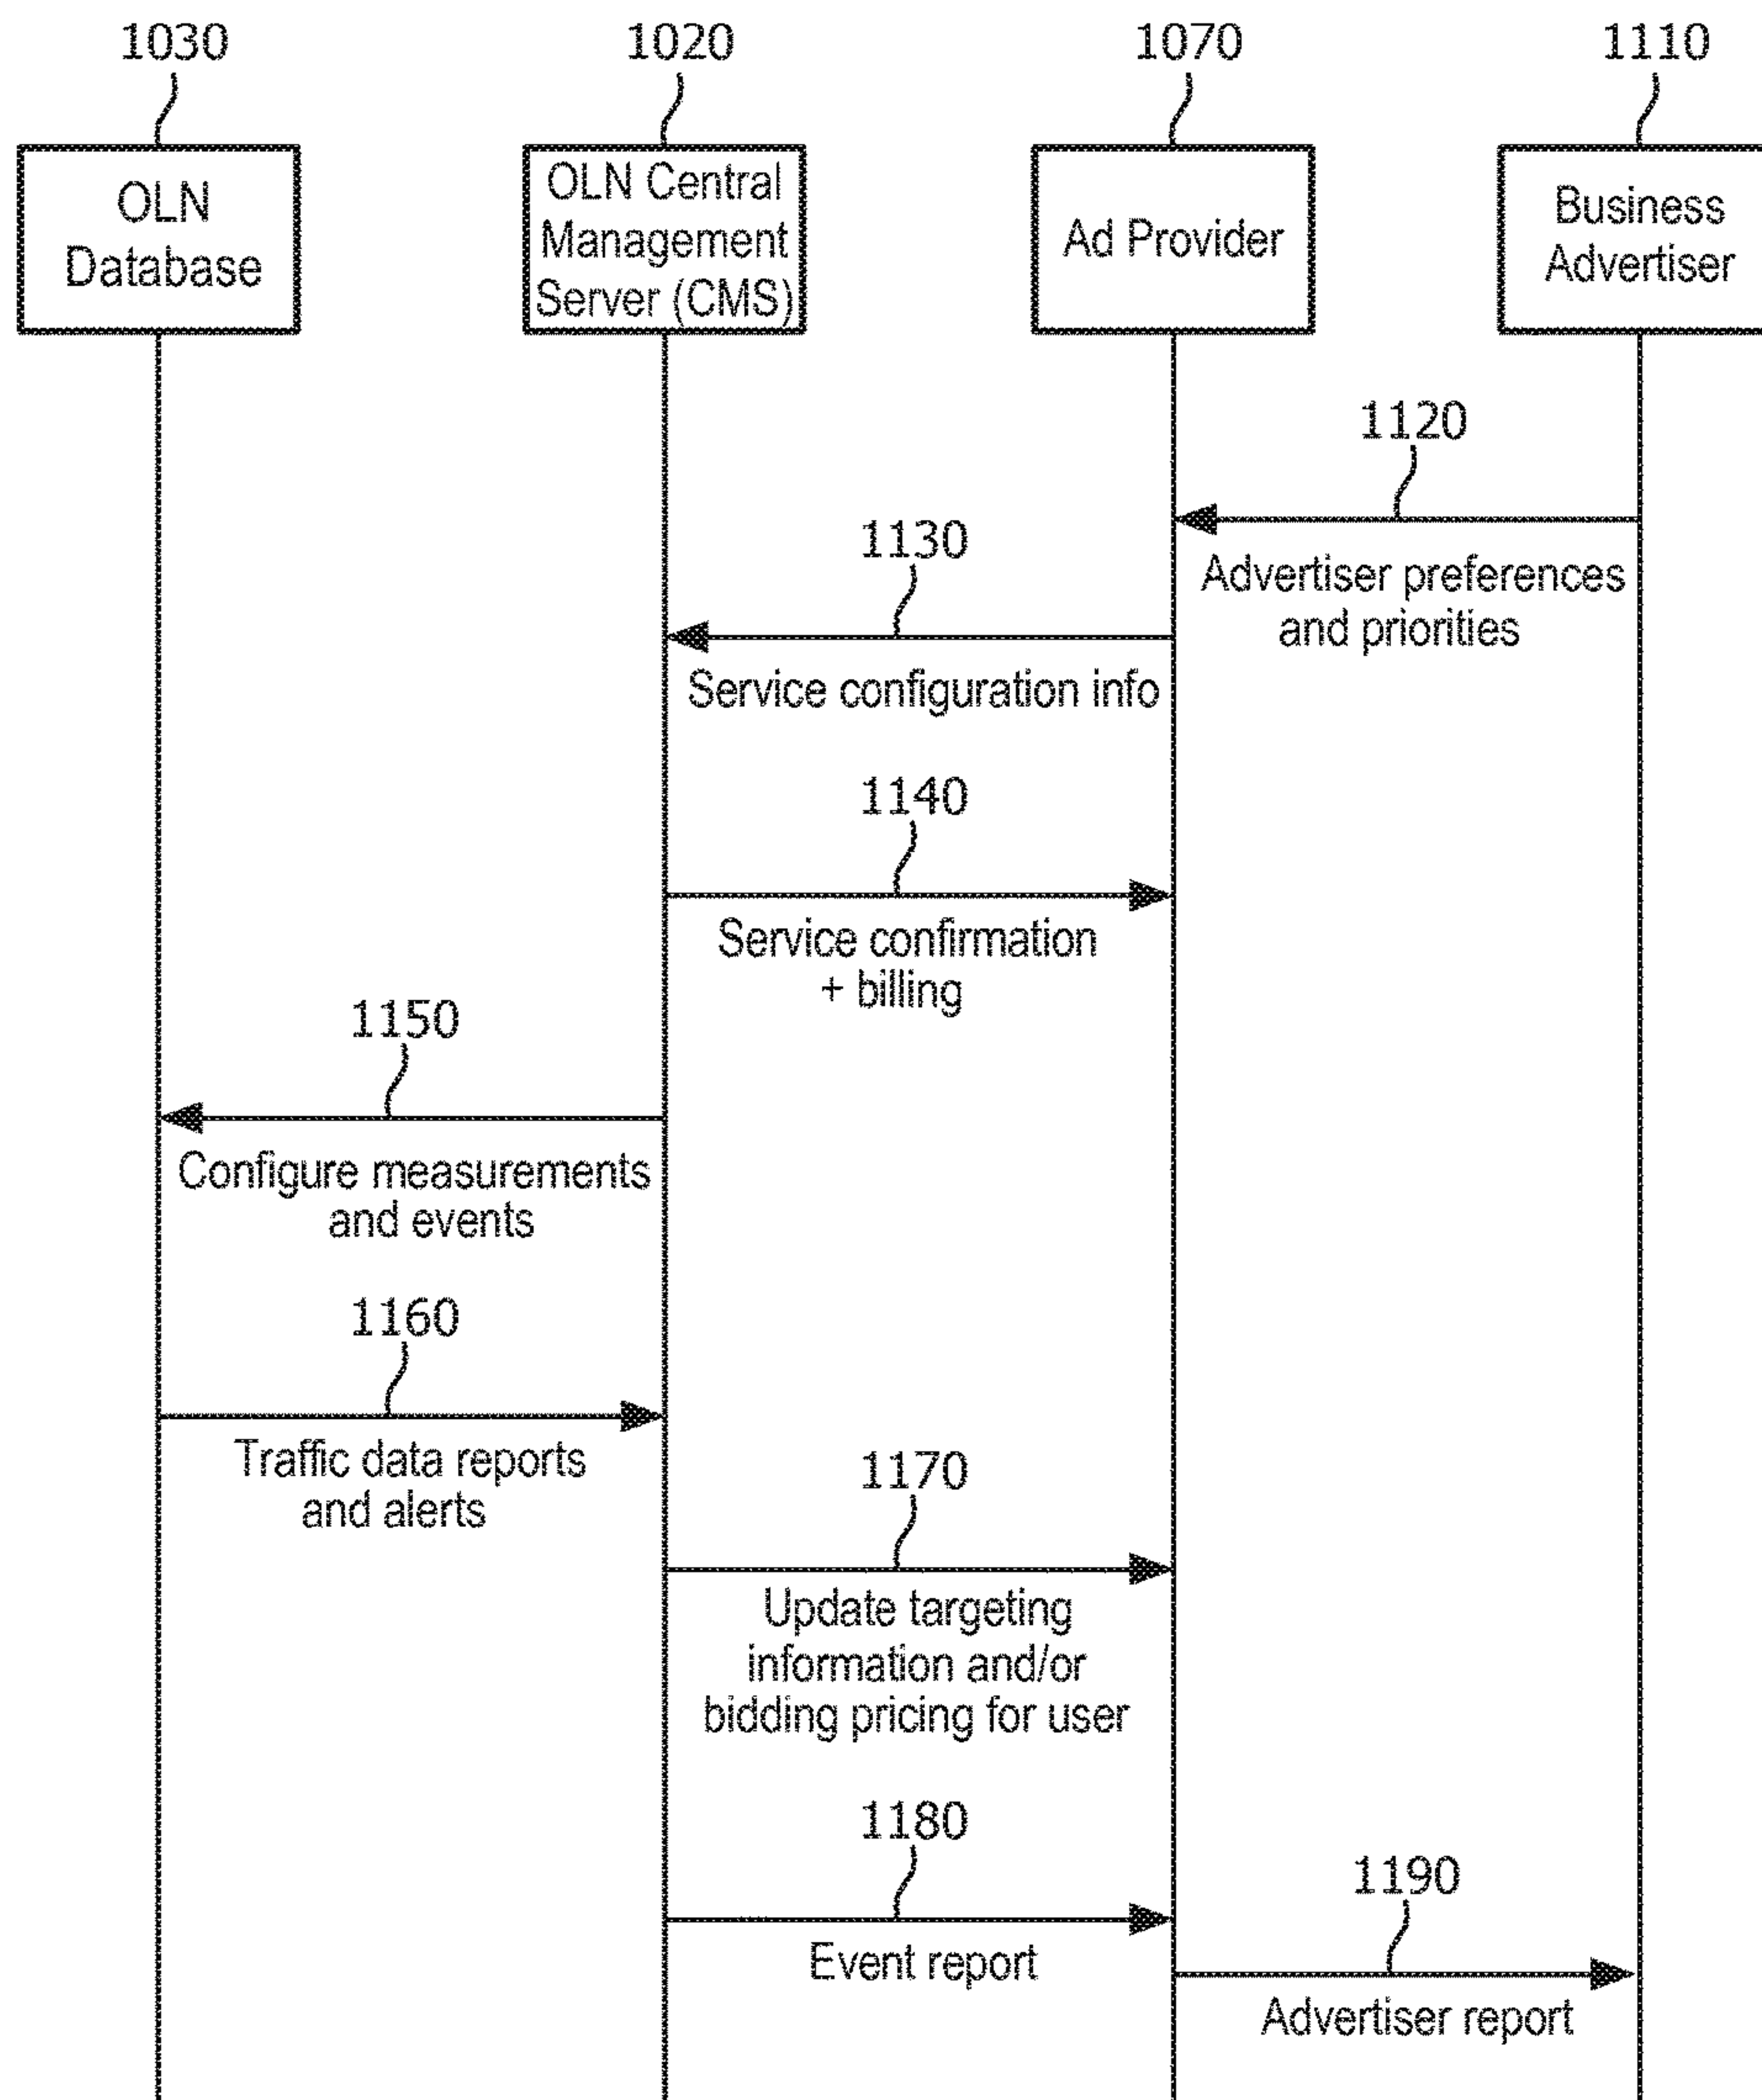 1030
1020
1070
1110
OLN
Database
OLN Central
Management
Server (CMS)
Ad Provider
Business
Advertiser
1120
Advertiser preferences
and priorities
1130
Service configuration info
1140
Service confirmation
+ billing
1150
Configure measurements
and events
1160
Traffic data reports
and alerts
1170
Update targeting
information and/or
bidding pricing for user
1180
Event report
1190
Advertiser report